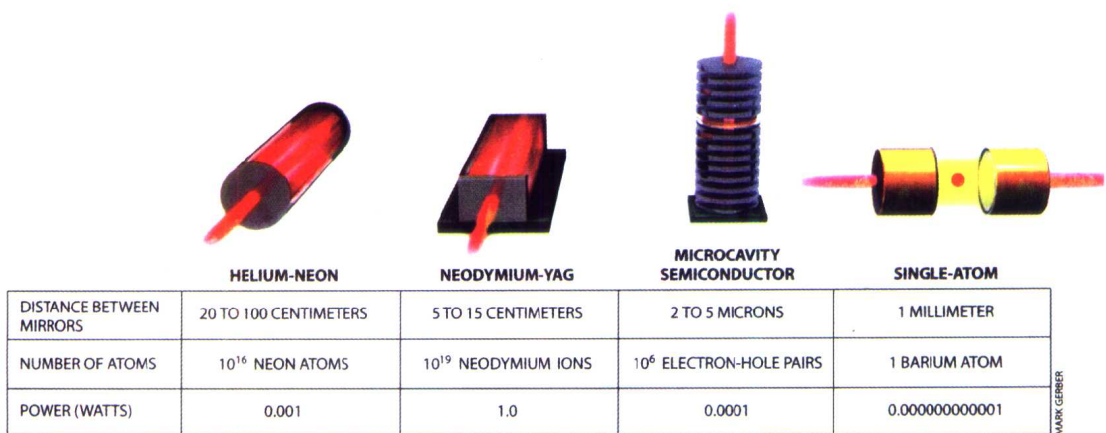 HELIUM-NEON
NEODYMIUM-YAG
MICROCAVITY
SEMICONDUCTOR
SINGLE-ATOM
DISTANCE BETWEEN
MIRRORS
20 TO 100 CENTIMETERS
5 TO 15 CENTIMETERS
2 TO 5 MICRONS
1 MILLIMETER
NUMBER OF ATOMS
10¹⁶ NEON ATOMS
10¹⁹ NEODYMIUM IONS
10⁶ ELECTRON-HOLE PAIRS
1 BARIUM ATOM
POWER (WATTS)
0.001
1.0
0.0001
0.000000000001
MARK GERBER